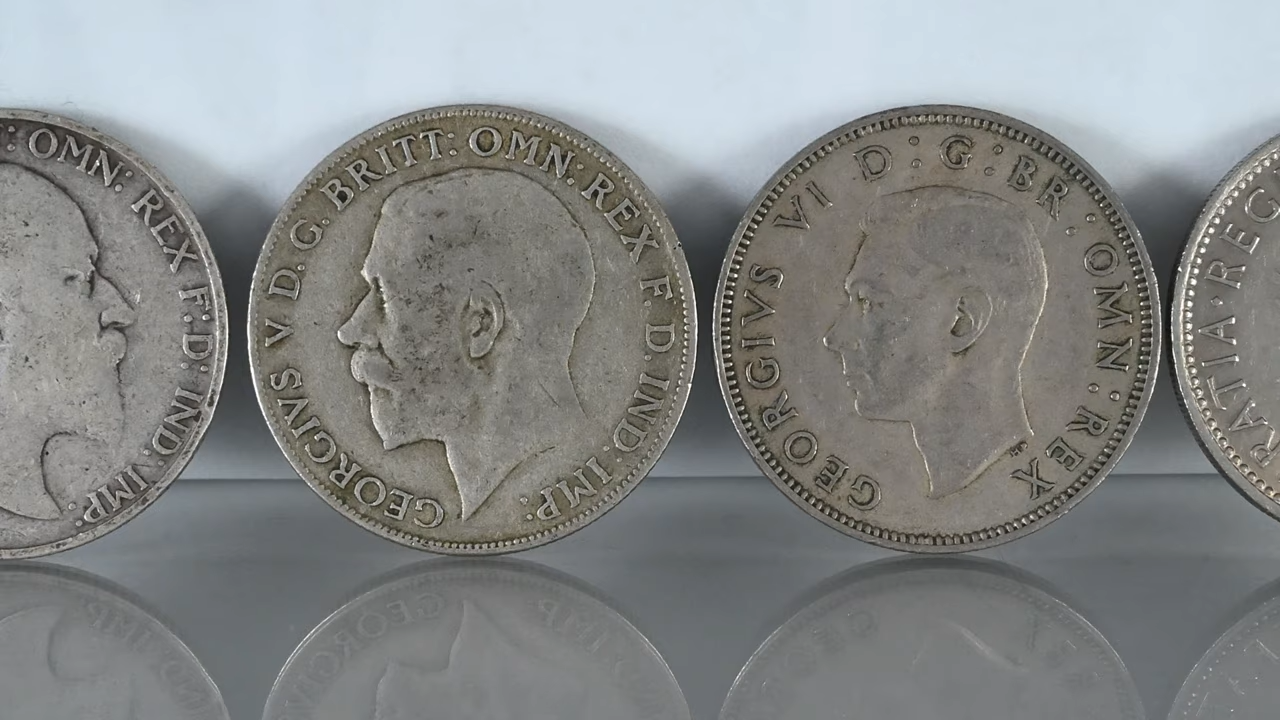 : OMN: REX F: D: IND: IMP:
GEORGIVS V D. G. BRITT: OMN: REX F. D. IND: IMP:
GEORGIVS VI D : G : BR : OMN : REX
RATIA · REG